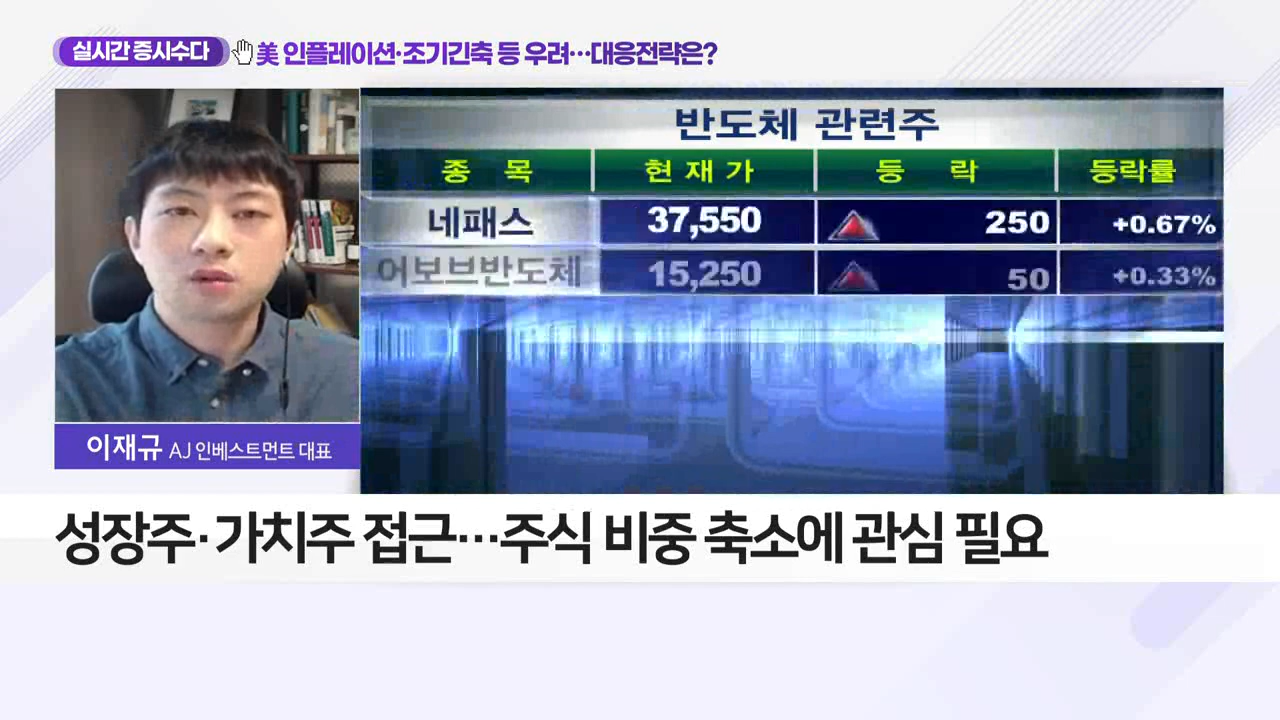 실시간 증시수다 美 인플레이션·조기긴축 등 우려…대응전략은?
반도체 관련주
종 목 현 재 가 등 락 등락률
네패스 37,550 250 +0.67%
어보브반도체 15,250 50 +0.33%
이재규 AJ 인베스트먼트 대표
성장주·가치주 접근…주식 비중 축소에 관심 필요